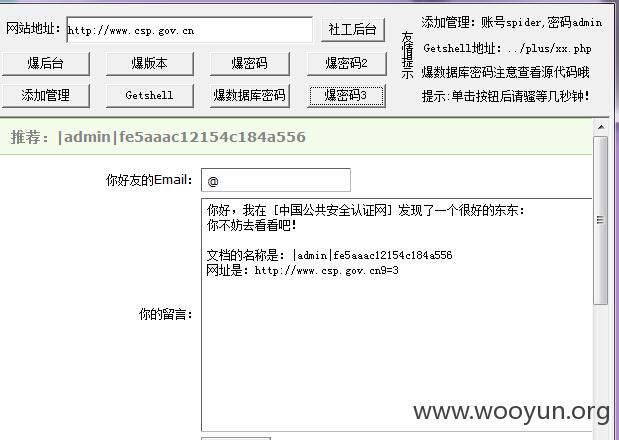 网站地址: http://www.csp.gov.cn 社工后台
爆后台 爆版本 爆密码 爆密码2
添加管理 Getshell 爆数据库密码 爆密码3
友情提示
添加管理: 账号spider,密码admin
Getshell地址: ../plus/xx.php
爆数据库密码注意查看源代码哦
提示:单击按钮后请骚等几秒钟!
推荐: |admin|fe5aaac12154c184a556
你好友的Email: @
你的留言:
你好，我在 [中国公共安全认证网] 发现了一个很好的东东:
你不妨去看看吧!
文档的名称是: |admin|fe5aaac12154c184a556
网址是: http://www.csp.gov.cn9=3
www.wooyun.org